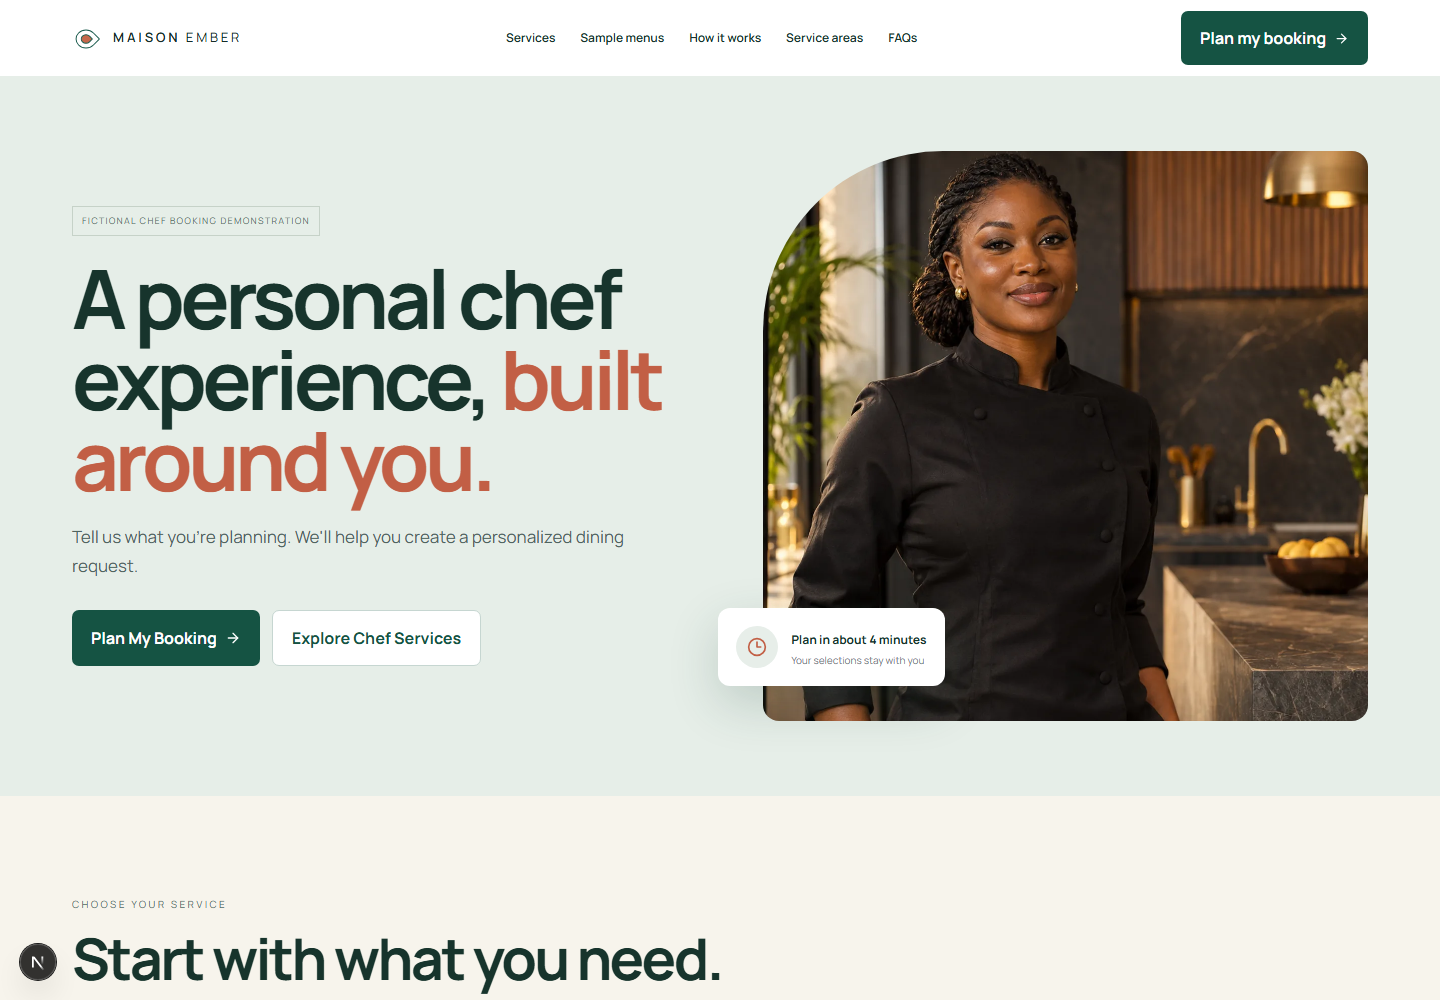 MAISON EMBER
Services
Sample menus
How it works
Service areas
FAQs
Plan my booking
FICTIONAL CHEF BOOKING DEMONSTRATION
A personal chef
experience, built
around you.
Tell us what you're planning. We'll help you create a personalized dining
request.
Plan My Booking
Explore Chef Services
Plan in about 4 minutes
Your selections stay with you
CHOOSE YOUR SERVICE
Start with what you need.
N